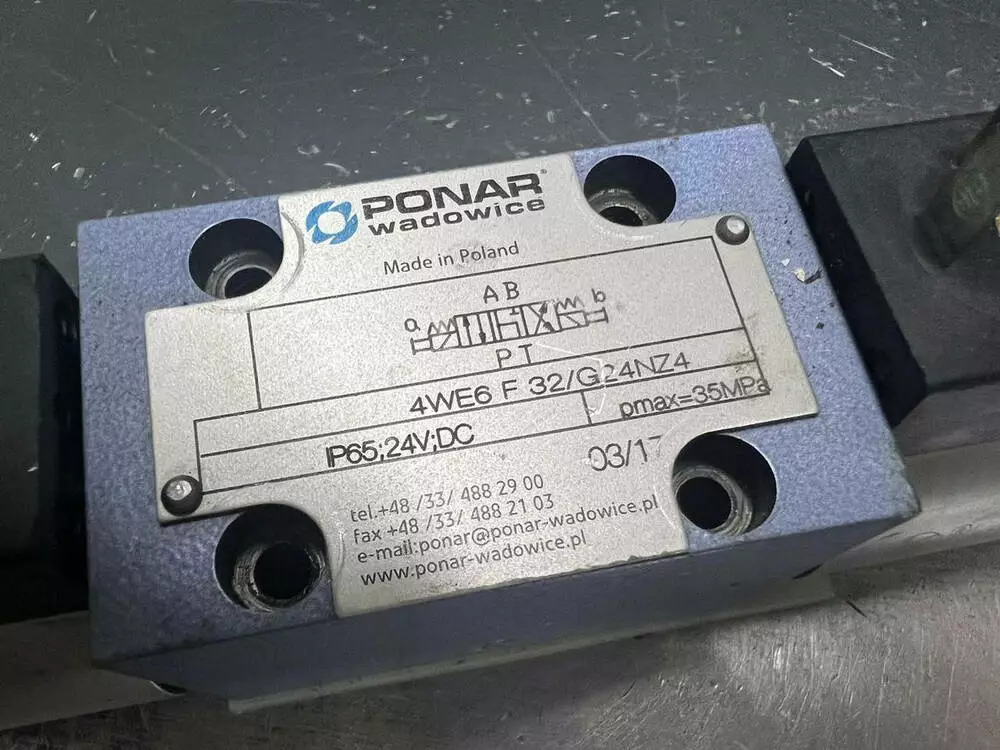 PONAR®
wadowice
Made in Poland
A B
a b
P T
4WE6 F 32/G24NZ4
IP65;24V;DC
pmax=35MPa
03/17
tel.+48 /33/ 488 29 00
fax +48 /33/ 488 21 03
e-mail:ponar@ponar-wadowice.pl
www.ponar-wadowice.pl